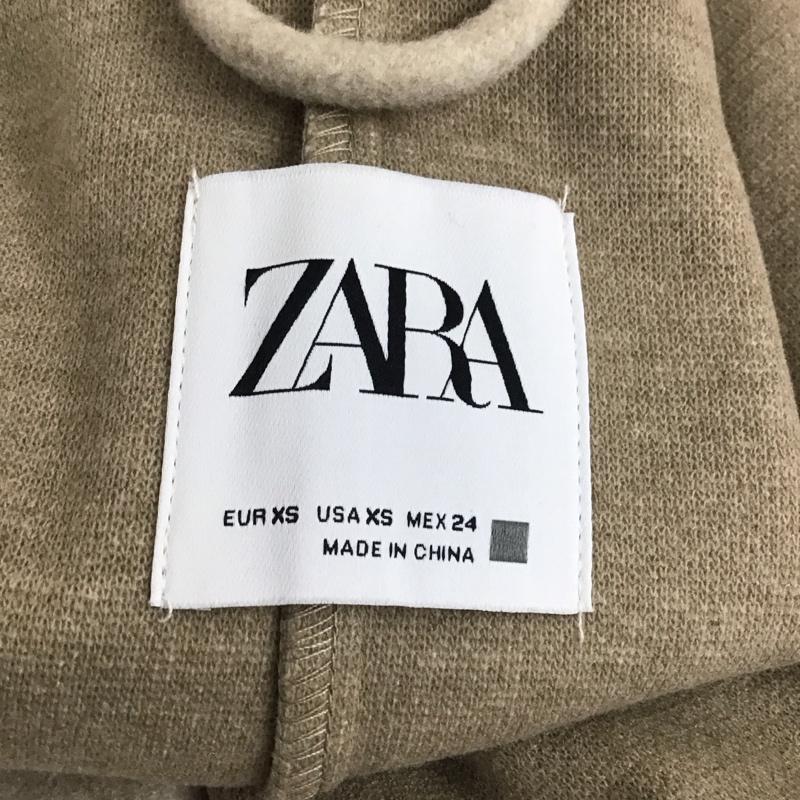 ZARA
EUR XS USA XS MEX 24
MADE IN CHINA